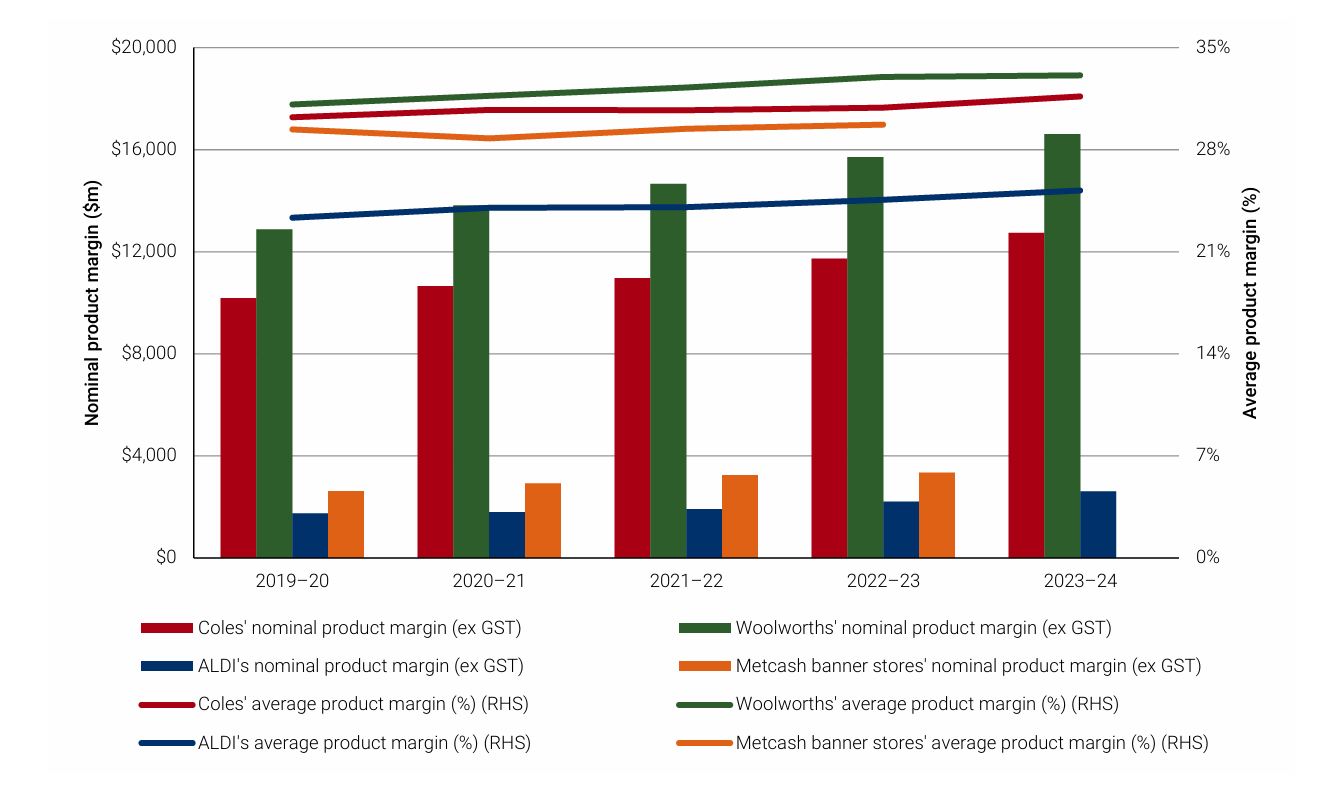 $20,000
35%
$16,000
28%
$12,000
21%
$8,000
14%
$4,000
7%
$0
0%
Nominal product margin ($m)
Average product margin (%)
2019–20
2020–21
2021–22
2022–23
2023–24
Coles' nominal product margin (ex GST)
Woolworths' nominal product margin (ex GST)
ALDI's nominal product margin (ex GST)
Metcash banner stores' nominal product margin (ex GST)
Coles' average product margin (%) (RHS)
Woolworths' average product margin (%) (RHS)
ALDI's average product margin (%) (RHS)
Metcash banner stores' average product margin (%) (RHS)